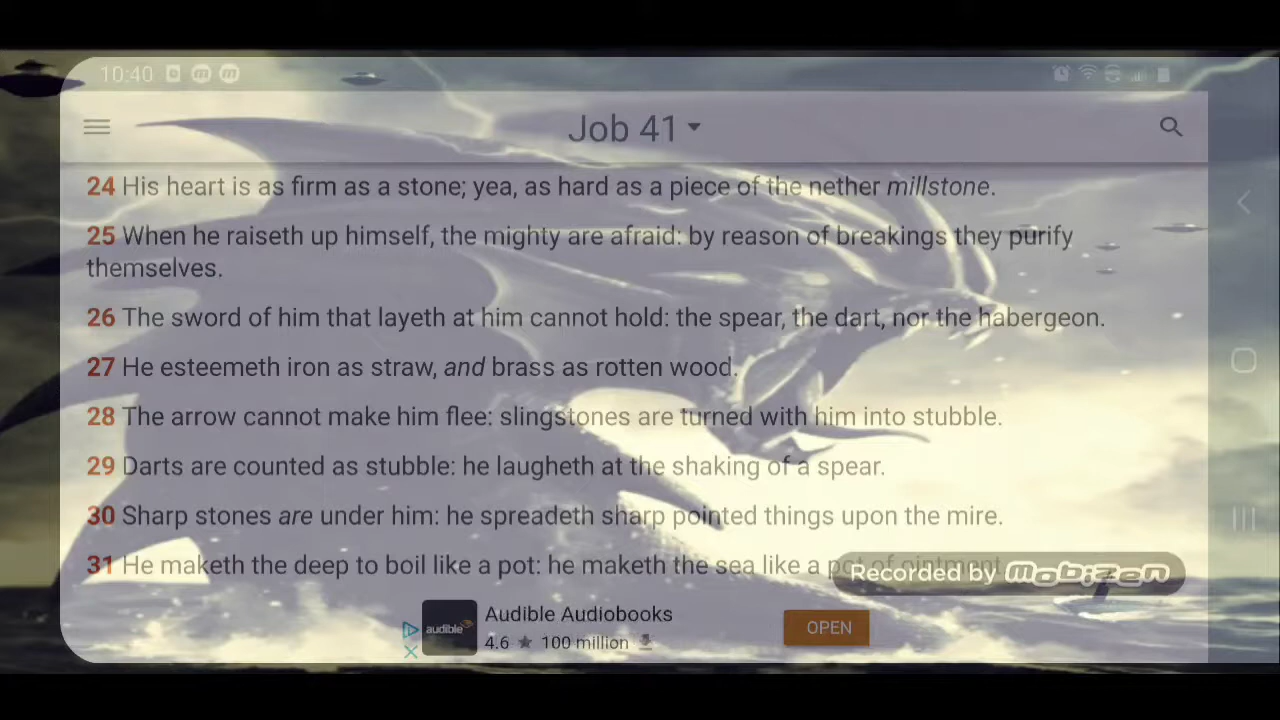 10:40
Job 41
24 His heart is as firm as a stone; yea, as hard as a piece of the nether millstone.
25 When he raiseth up himself, the mighty are afraid: by reason of breakings they purify
themselves.
26 The sword of him that layeth at him cannot hold: the spear, the dart, nor the habergeon.
27 He esteemeth iron as straw, and brass as rotten wood.
28 The arrow cannot make him flee: slingstones are turned with him into stubble.
29 Darts are counted as stubble: he laugheth at the shaking of a spear.
30 Sharp stones are under him: he spreadeth sharp pointed things upon the mire.
31 He maketh the deep to boil like a pot: he maketh the sea like a pot of ointment.
Recorded by Mobizen
audible
Audible Audiobooks
4.6 ★ 100 million
OPEN